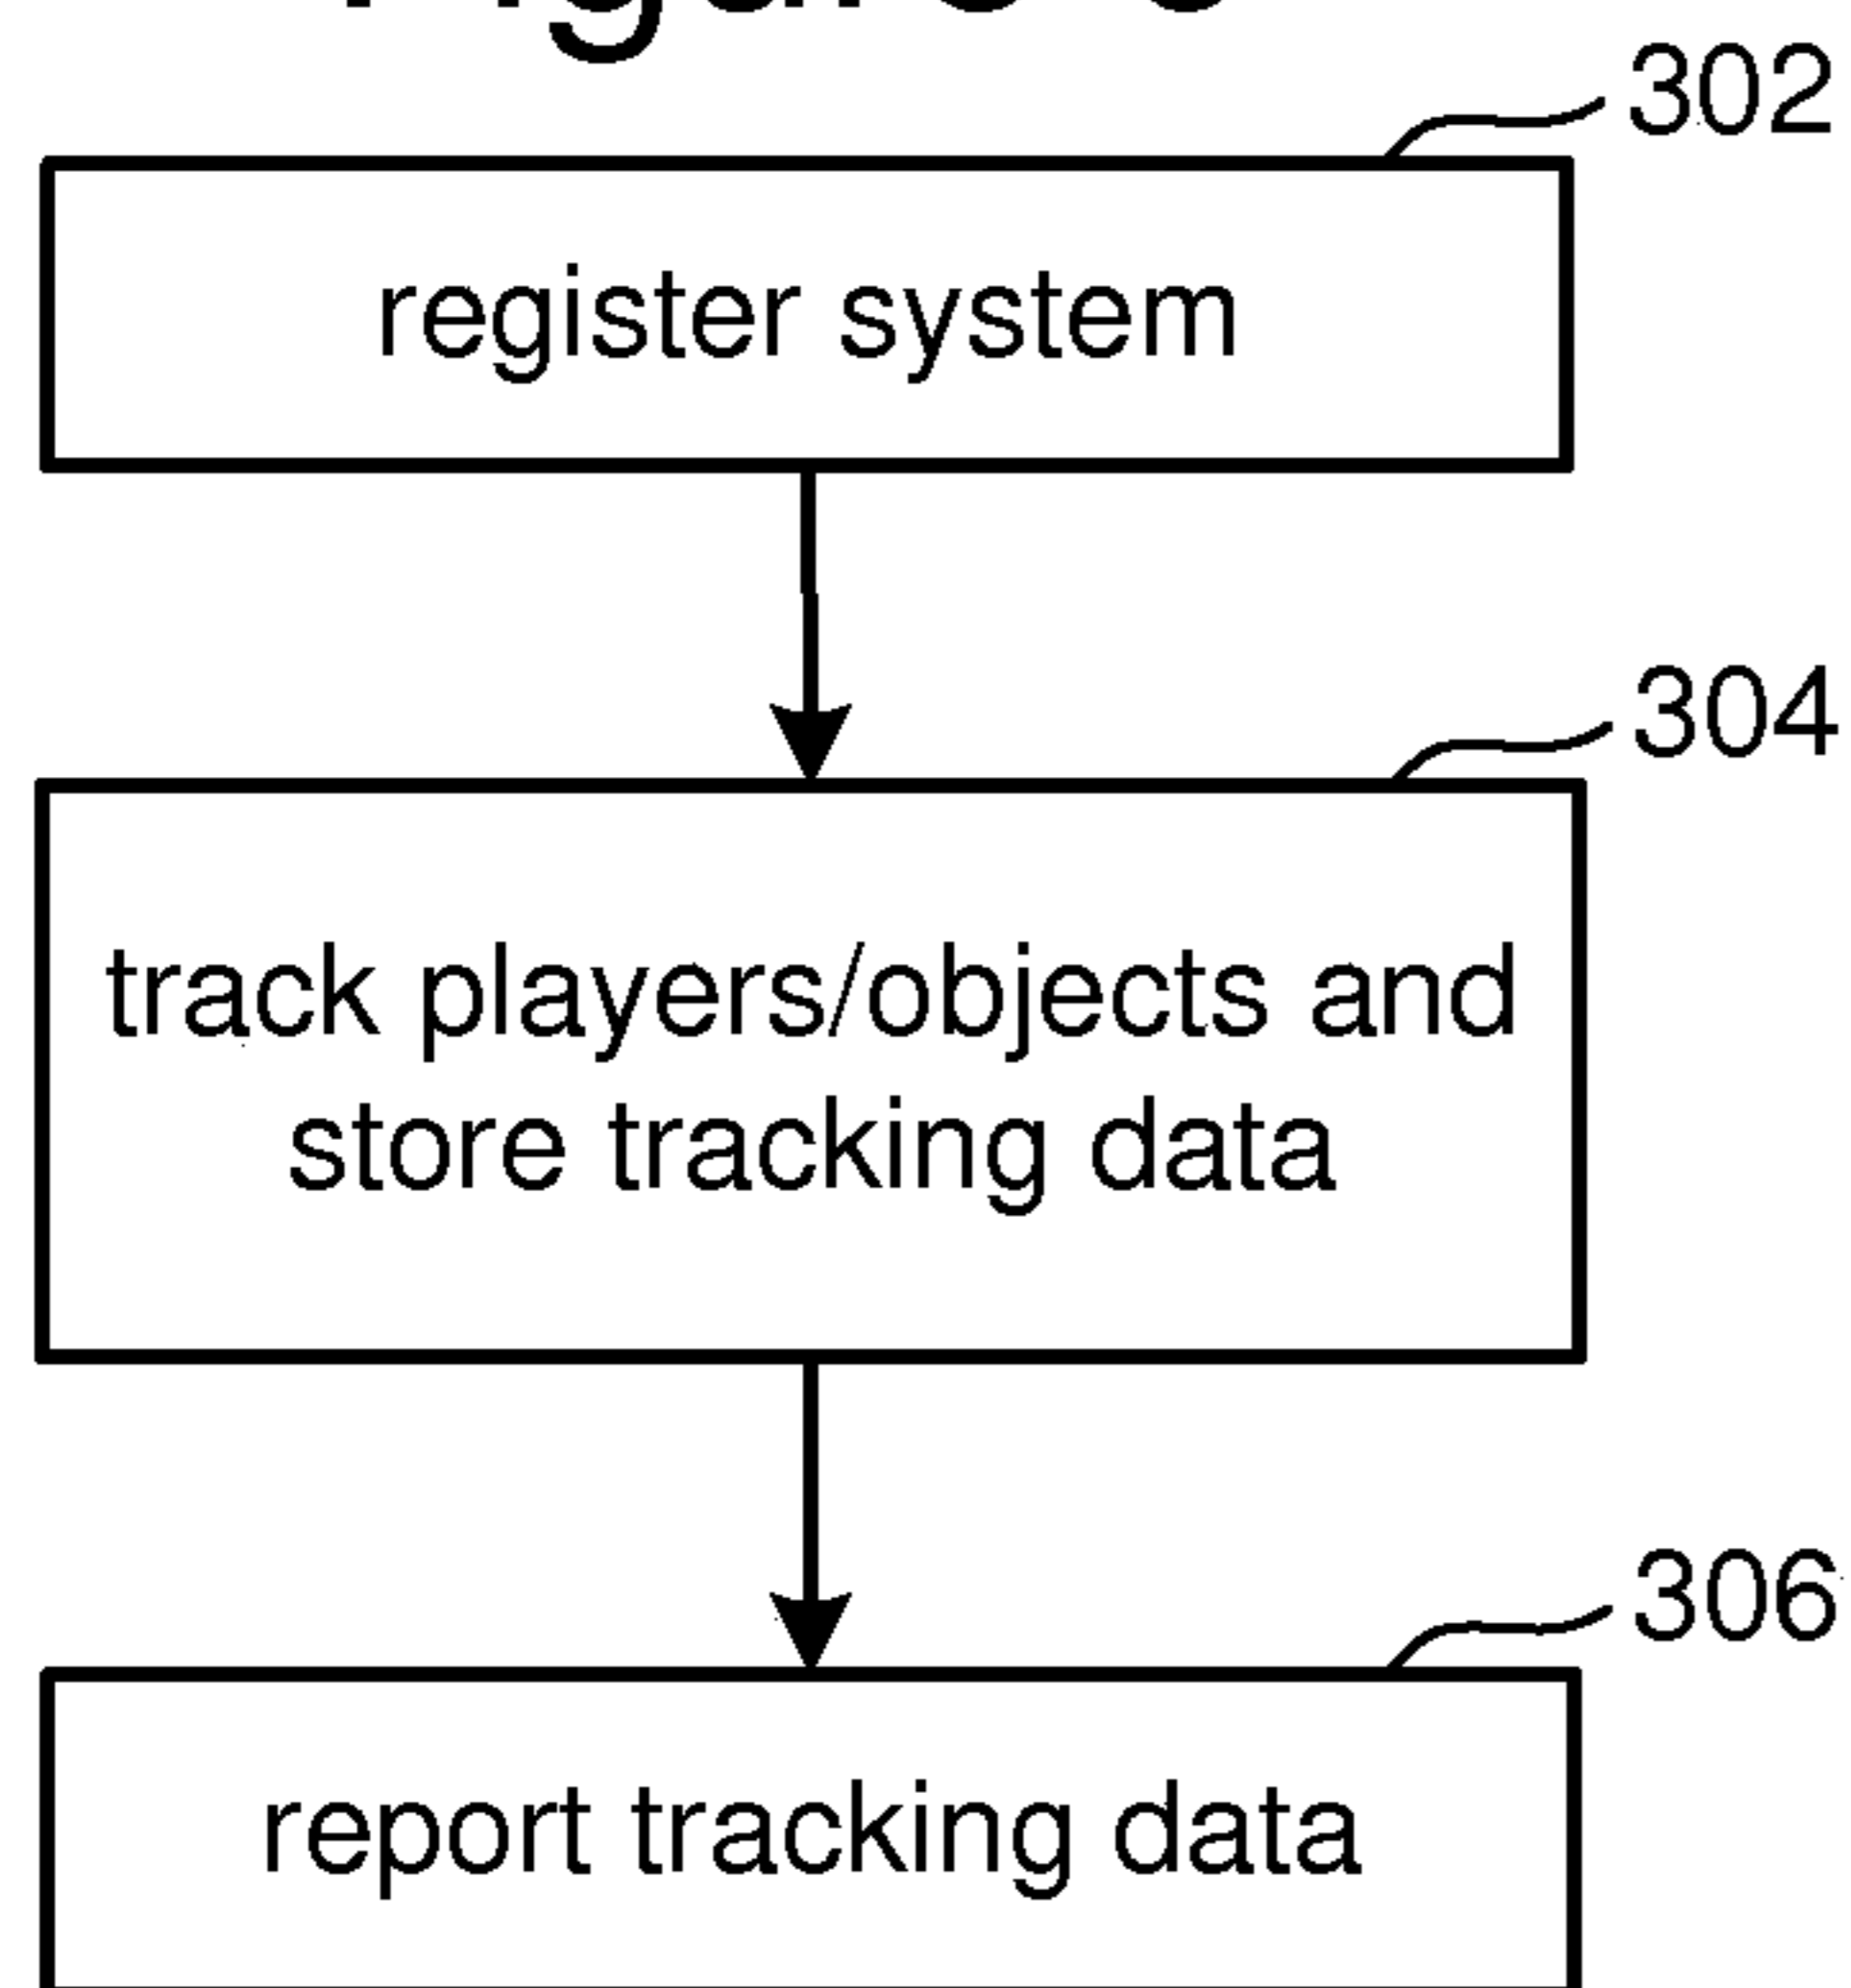 302
register system
304
track players/objects and
store tracking data
306
report tracking data